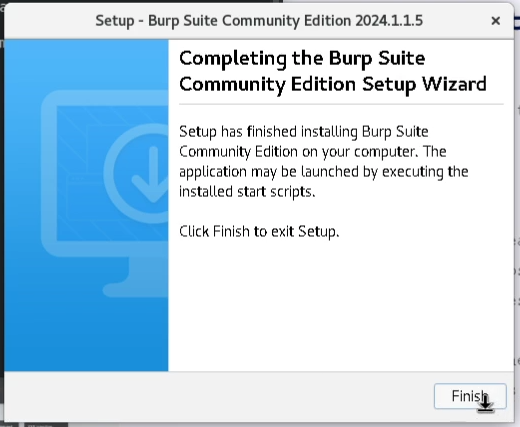 Setup - Burp Suite Community Edition 2024.1.1.5
Completing the Burp Suite
Community Edition Setup Wizard
Setup has finished installing Burp Suite
Community Edition on your computer. The
application may be launched by executing the
installed start scripts.
Click Finish to exit Setup.
Finish